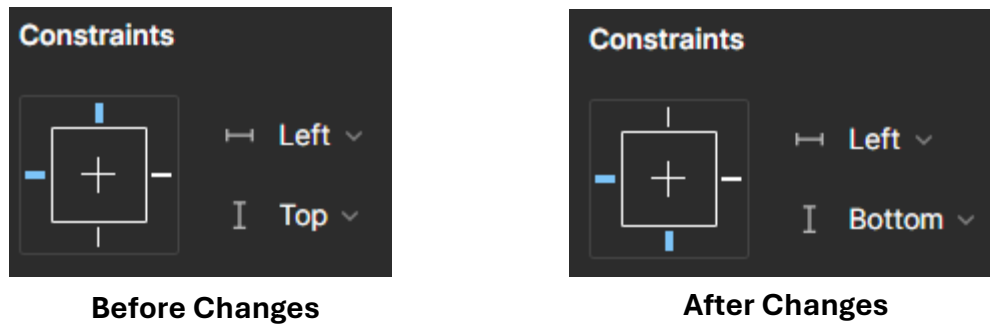 Constraints
Left
Top
Before Changes
Constraints
Left
Bottom
After Changes